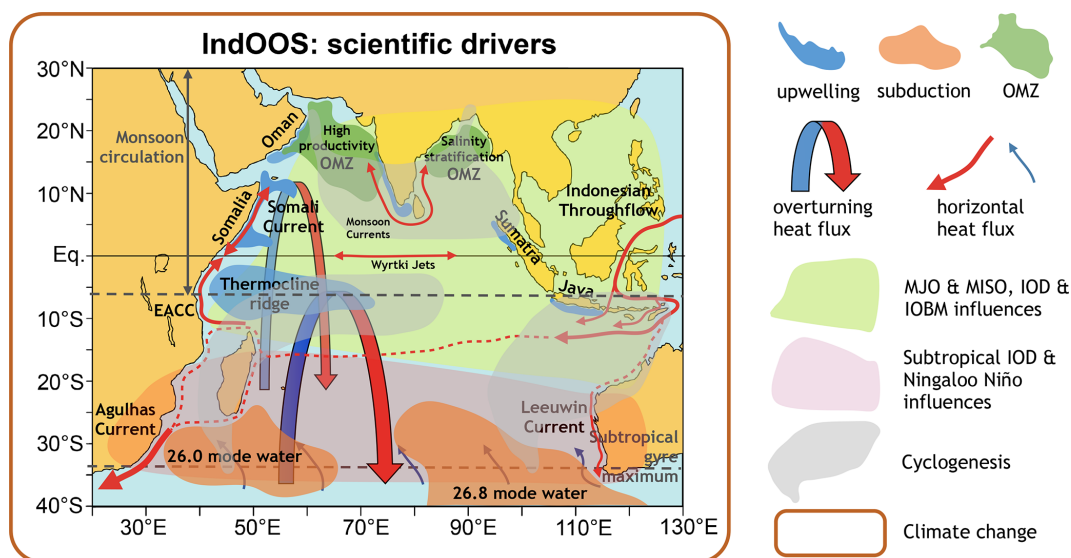 IndOOS: scientific drivers
30°N
20°N
10°N
Eq.
10°S
20°S
30°S
40°S
30°E
50°E
70°E
90°E
110°E
130°E
Monsoon
circulation
Oman
High
productivity
OMZ
Salinity
stratification
OMZ
Somalia
Somali
Current
Monsoon
Currents
Sumatra
Indonesian
Throughflow
Wyrtki Jets
Thermocline
ridge
Java
EACC
Agulhas
Current
Leeuwin
Current
Subtropical
gyre
maximum
26.0 mode water
26.8 mode water
upwelling
subduction
OMZ
overturning
heat flux
horizontal
heat flux
MJO & MISO, IOD &
IOBM influences
Subtropical IOD &
Ningaloo Niño
influences
Cyclogenesis
Climate change